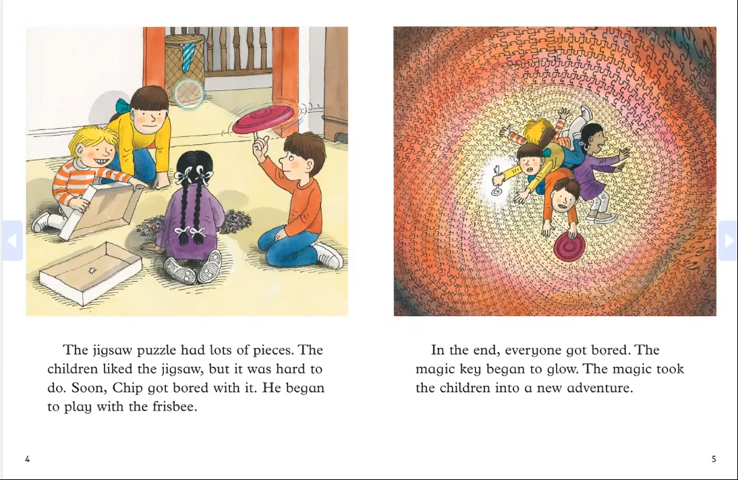 The jigsaw puzzle had lots of pieces. The
children liked the jigsaw, but it was hard to
do. Soon, Chip got bored with it. He began
to play with the frisbee.
4
In the end, everyone got bored. The
magic key began to glow. The magic took
the children into a new adventure.
5